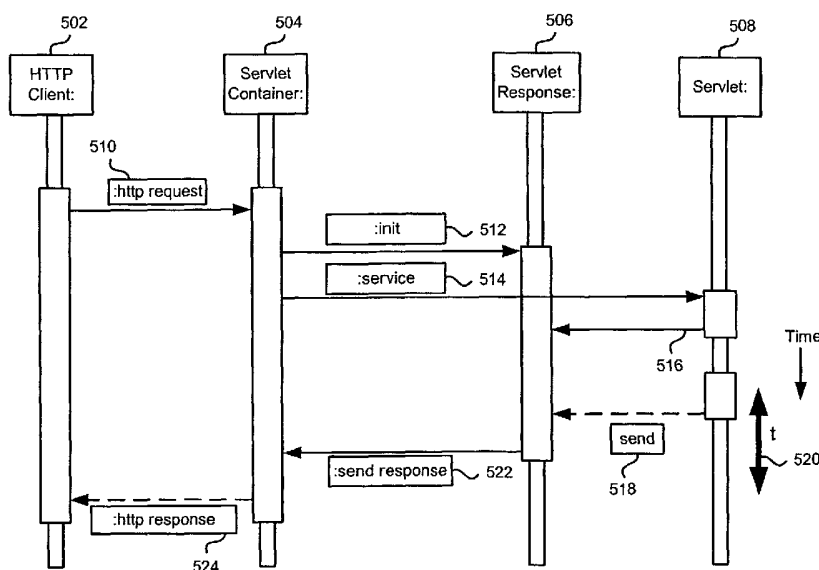 502
504
506
508
HTTP
Client:
Servlet
Container:
Servlet
Response:
Servlet:
510
:http request
:init
512
:service
514
516
Time
send
518
t
520
:send response
522
:http response
524